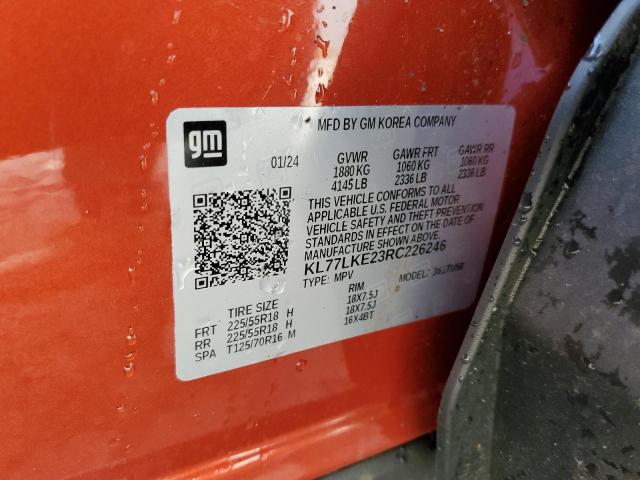 gm
MFD BY GM KOREA COMPANY
01/24 GVWR GAWR FRT GAWR RR
1880 KG 1060 KG 1060 KG
4145 LB 2336 LB 2336 LB
THIS VEHICLE CONFORMS TO ALL
APPLICABLE U.S. FEDERAL MOTOR
VEHICLE SAFETY AND THEFT PREVENTION
STANDARDS IN EFFECT ON THE DATE OF
MANUFACTURE SHOWN ABOVE.
KL77LKE23RC226246
TYPE: MPV MODEL:
TIRE SIZE RIM
FRT 225/55R18 H 18X7.5J
RR 225/55R18 H 18X7.5J
SPA T125/70R16 M 16X4BT